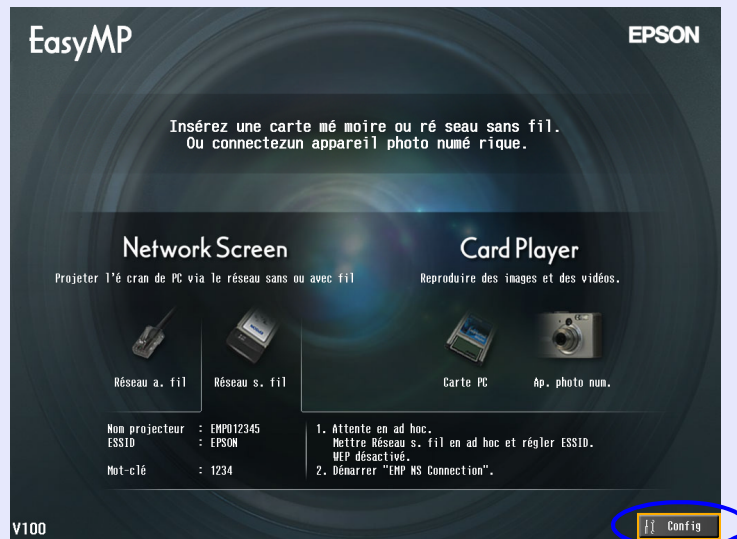 EasyMP
EPSON
Insérez une carte mé moire ou ré seau sans fil.
Ou connectezun appareil photo numé rique.
Network Screen
Projeter l'é cran de PC via le réseau sans ou avec fil
Réseau a. fil
Réseau s. fil
Card Player
Reproduire des images et des vidéos.
Carte PC
Ap. photo num.
Nom projecteur : EMP012345
ESSID : EPSON
Mot-clé : 1234
1. Attente en ad hoc.
Mettre Réseau s. fil en ad hoc et régler ESSID.
WEP désactivé.
2. Démarrer "EMP NS Connection".
V100
Config